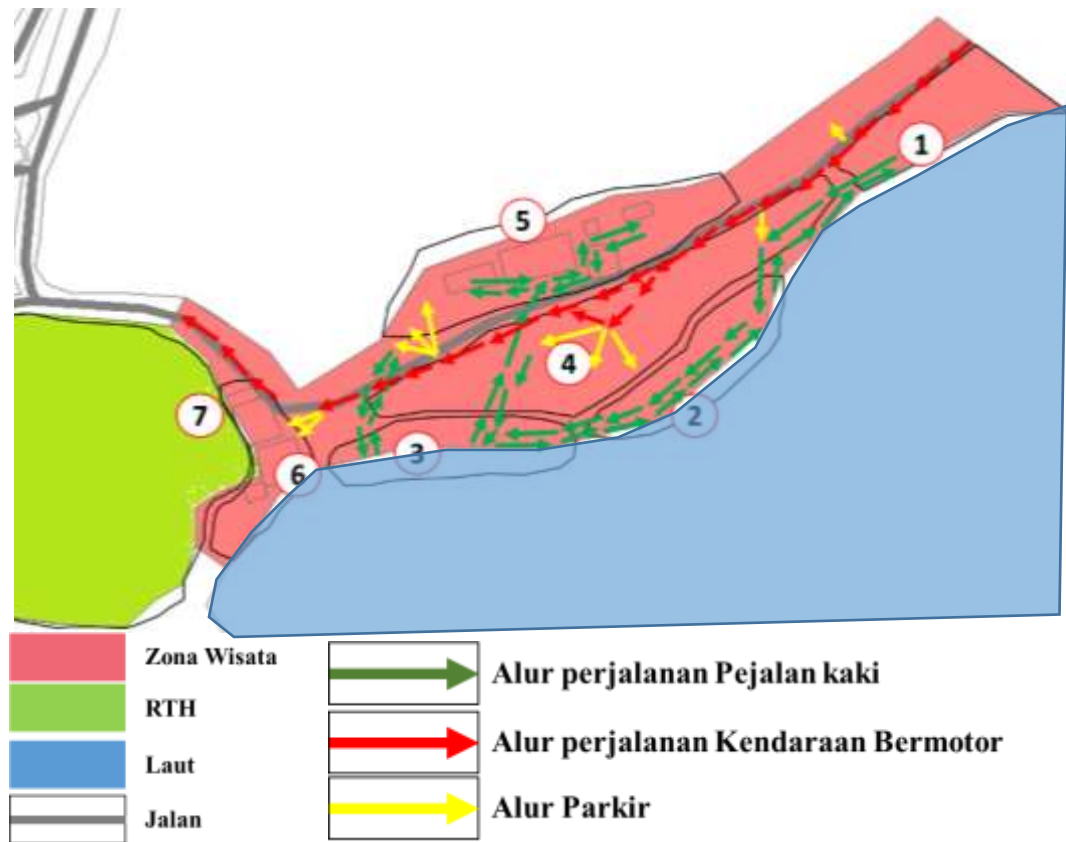 1
5
4
7
2
3
6
Zona Wisata
RTH
Laut
Jalan
Alur perjalanan Pejalan kaki
Alur perjalanan Kendaraan Bermotor
Alur Parkir